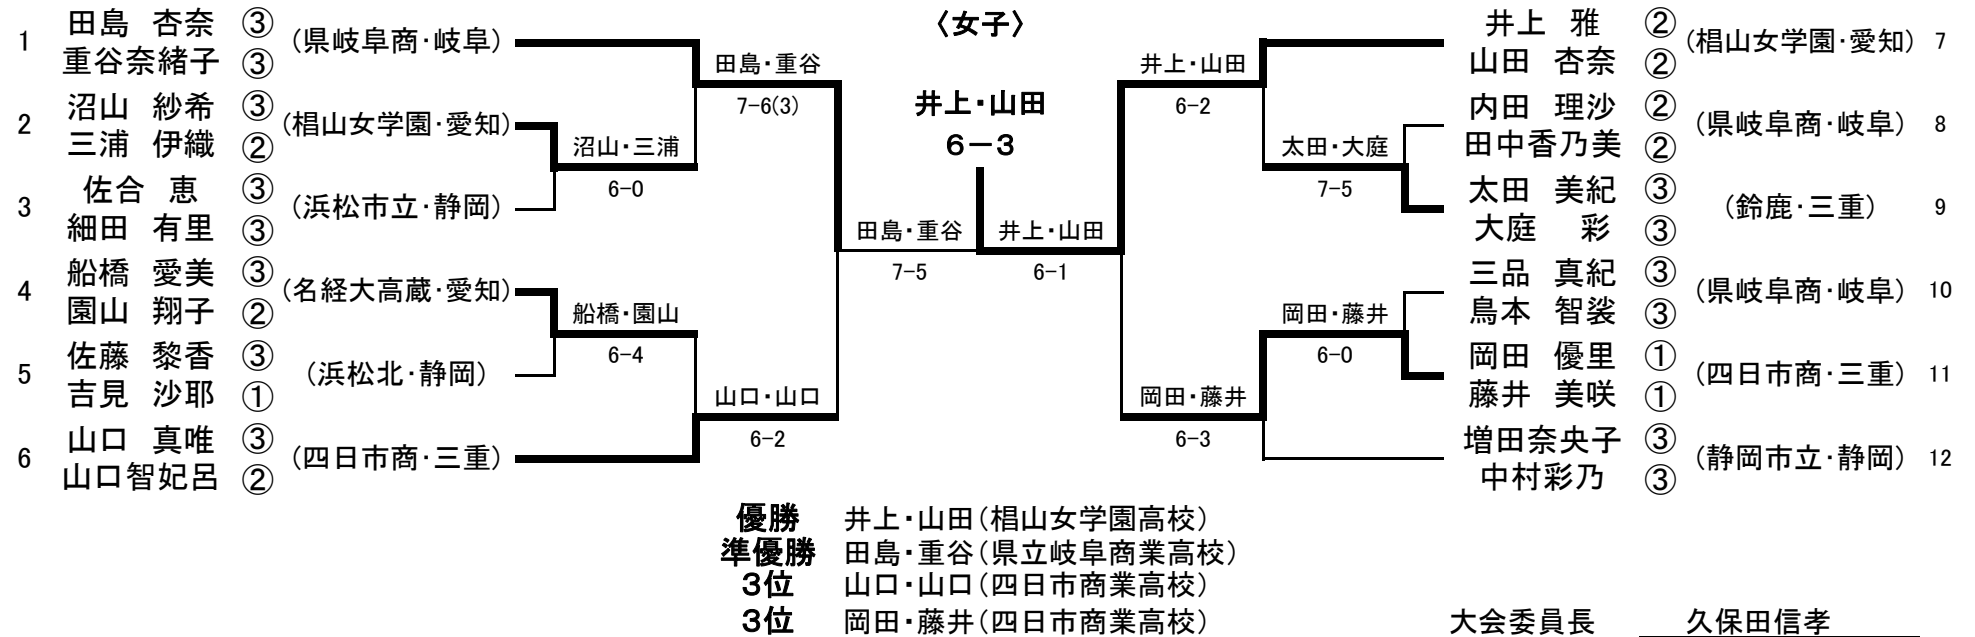 〈女子〉
1 田島 杏奈 ③ (県岐阜商・岐阜)
重谷奈緒子 ③
2 沼山 紗希 ③ (椙山女学園・愛知)
三浦 伊織 ②
3 佐合 恵 ③ (浜松市立・静岡)
細田 有里 ③
4 船橋 愛美 ③ (名経大高蔵・愛知)
園山 翔子 ②
5 佐藤 黎香 ③ (浜松北・静岡)
吉見 沙耶 ①
6 山口 真唯 ③ (四日市商・三重)
山口智妃呂 ②
田島・重谷
7-6(3)
沼山・三浦
6-0
船橋・園山
6-4
山口・山口
6-2
田島・重谷
7-5
井上・山田
6-3
井上・山田
6-1
井上・山田
6-2
太田・大庭
7-5
岡田・藤井
6-0
岡田・藤井
6-3
井上 雅 ② (椙山女学園・愛知) 7
山田 杏奈 ②
内田 理沙 ② (県岐阜商・岐阜) 8
田中香乃美 ②
太田 美紀 ③ (鈴鹿・三重) 9
大庭 彩 ③
三品 真紀 ③ (県岐阜商・岐阜) 10
鳥本 智裟 ③
岡田 優里 ① (四日市商・三重) 11
藤井 美咲 ①
増田奈央子 ③ (静岡市立・静岡) 12
中村彩乃 ③
優勝 井上・山田(椙山女学園高校)
準優勝 田島・重谷(県立岐阜商業高校)
3位 山口・山口(四日市商業高校)
3位 岡田・藤井(四日市商業高校)
大会委員長 久保田信孝